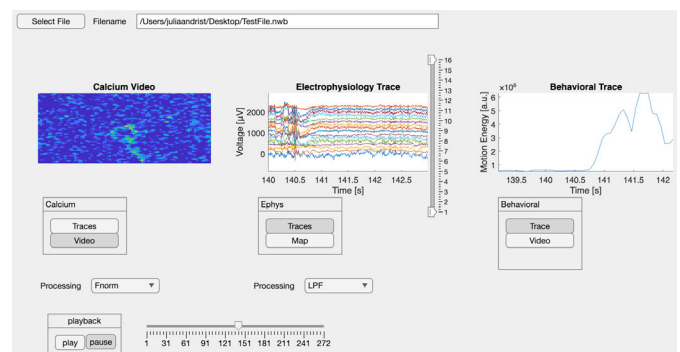 Select File Filename /Users/juliaandrist/Desktop/TestFile.nwb
Calcium Video
Electrophysiology Trace
Voltage [µV]
2000
1000
0
140 140.5 141 141.5 142 142.5
Time [s]
16
15
14
13
12
11
10
9
8
7
6
5
4
3
2
1
Behavioral Trace
×10⁶
Motion Energy [a.u.]
6
5
4
3
2
1
139.5 140 140.5 141 141.5 142
Time [s]
Calcium
Traces
Video
Ephys
Traces
Map
Behavioral
Trace
Video
Processing Fnorm
Processing LPF
playback
play pause
1 31 61 91 121 151 181 211 241 272